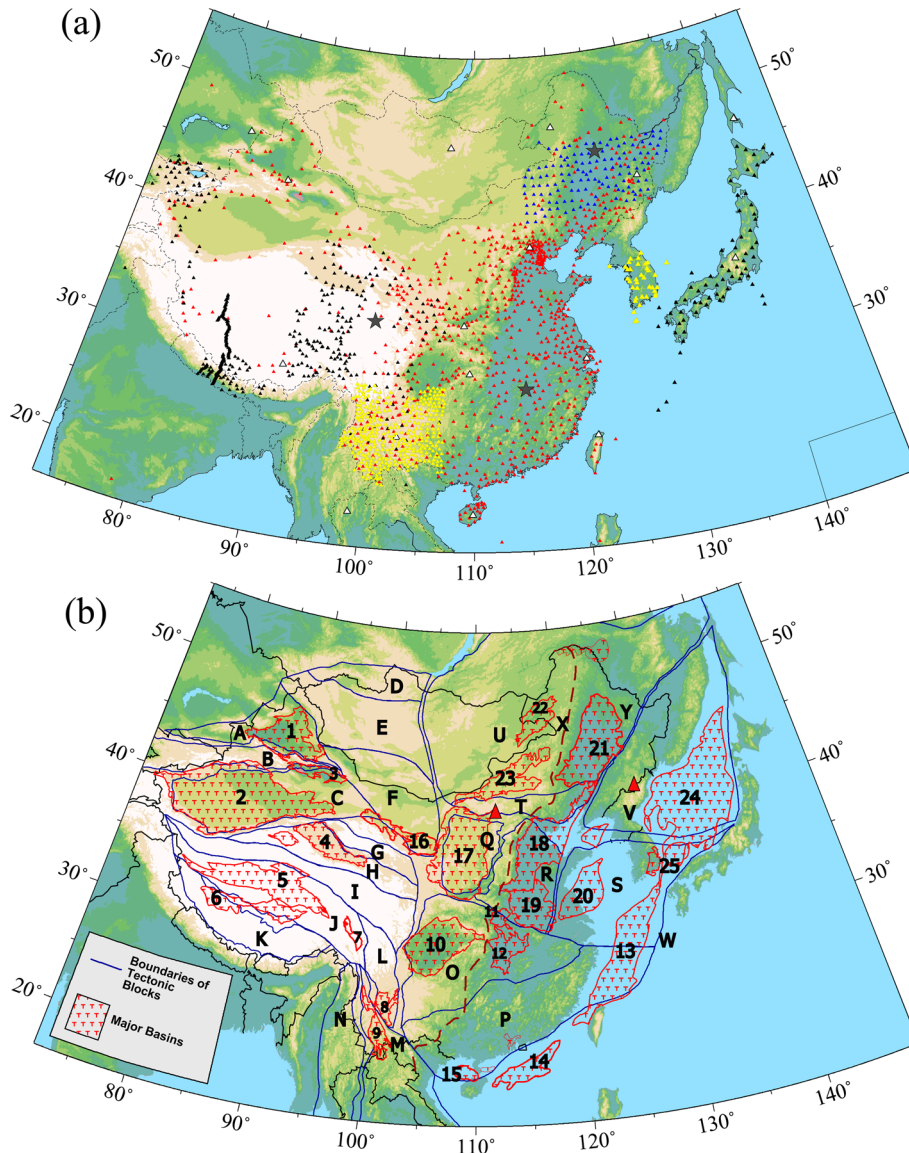 (a)
50°
50°
40°
40°
30°
30°
20°
20°
80°
90°
100°
110°
120°
130°
140°
(b)
50°
50°
D
22
X
Y
A
1
E
U
21
40°
B
3
23
40°
2
C
F
T
V
24
4
G
16
17
Q
18
H
R
25
30°
5
I
S
20
30°
6
J
11
19
K
7
L
10
12
13
W
O
Boundaries of
Tectonic
Blocks
Major Basins
20°
N
8
9
M
P
20°
15
14
80°
90°
100°
110°
120°
130°
140°